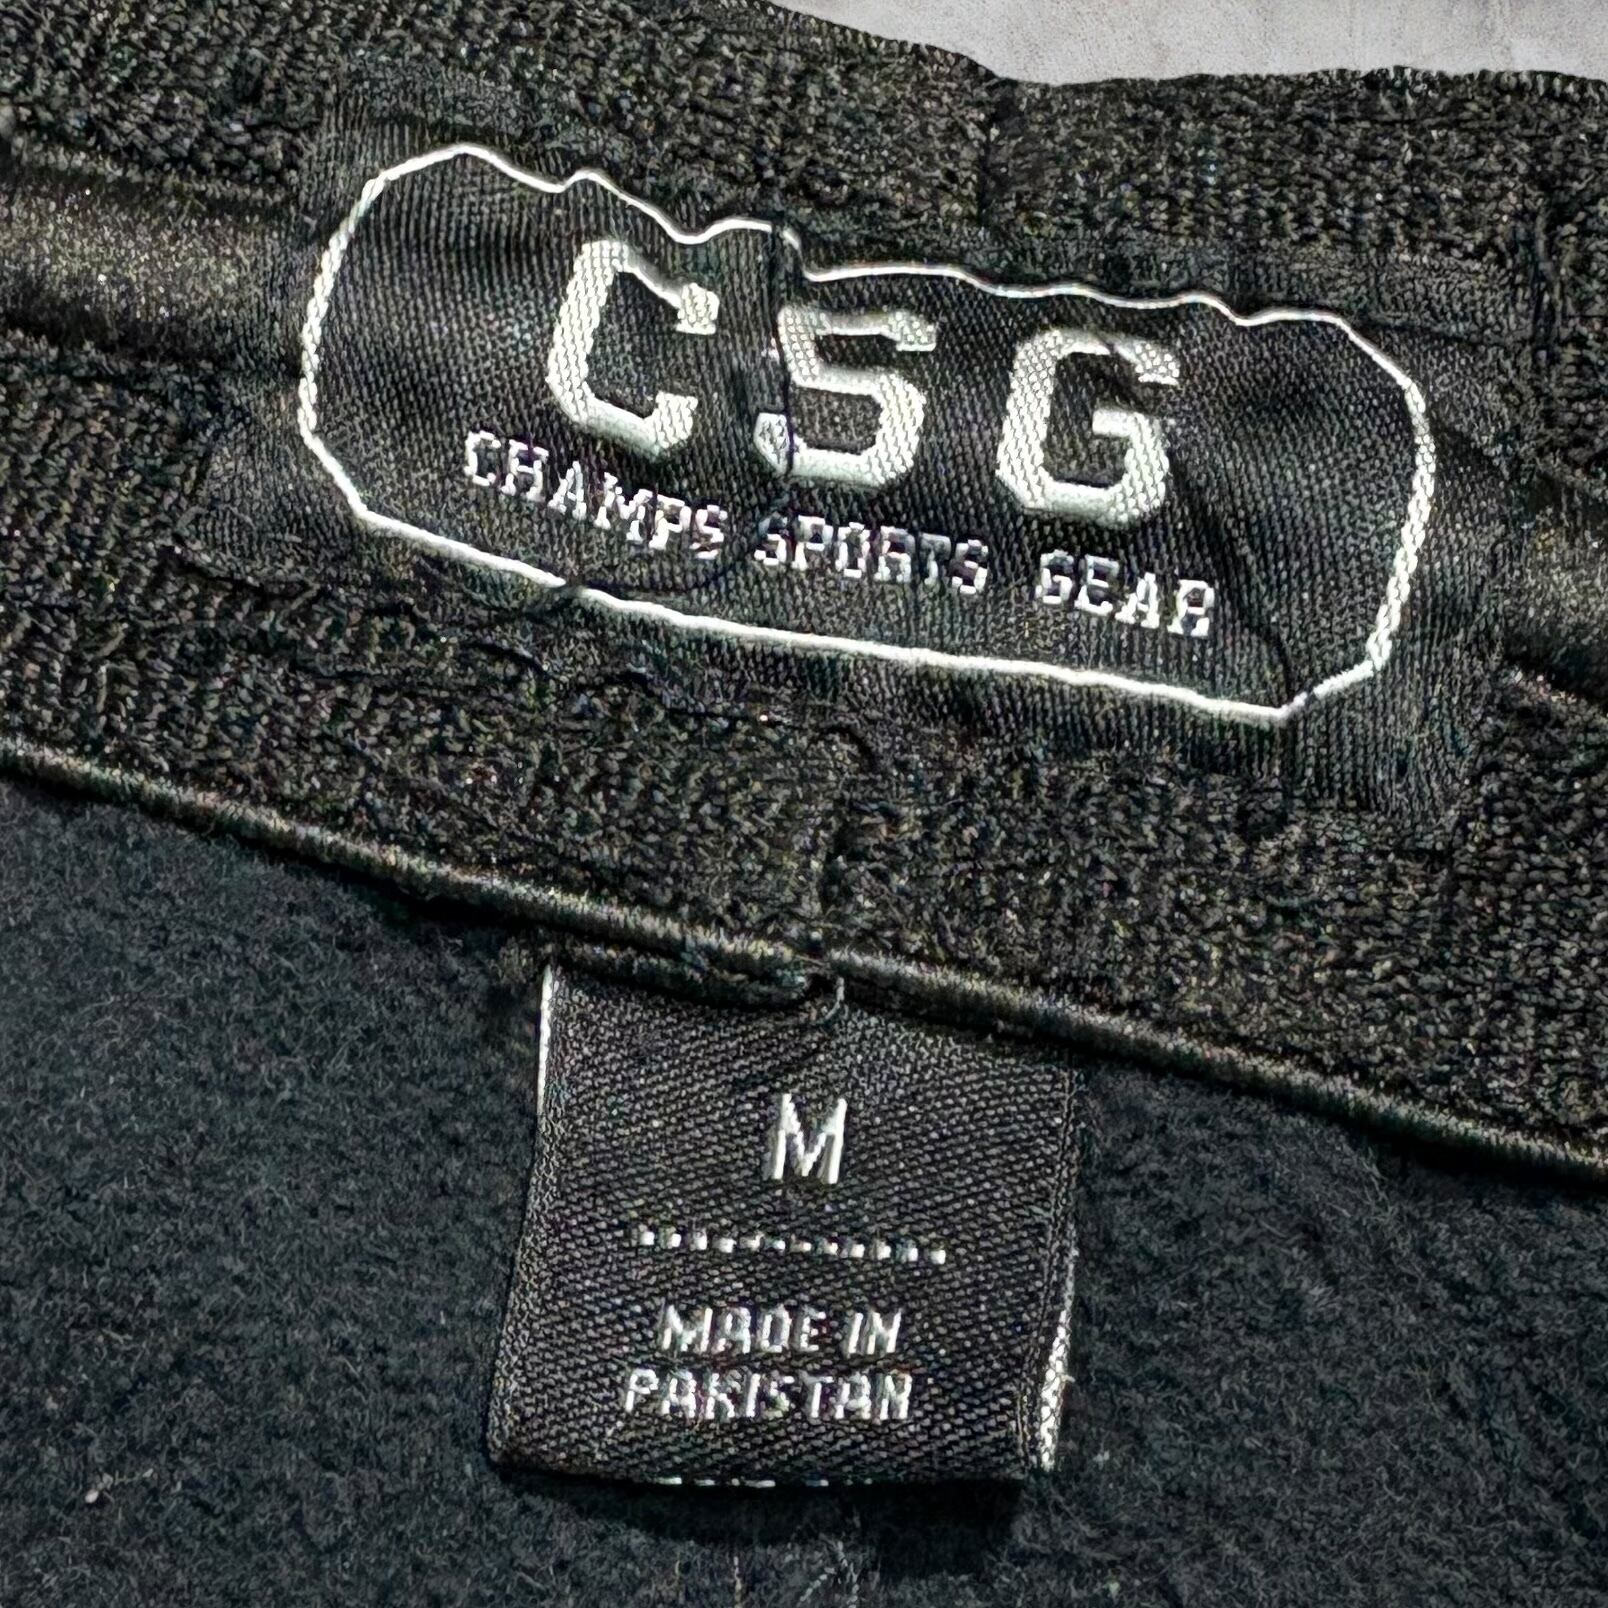 CSG
CHAMPS SPORTS GEAR
M
MADE IN
PAKISTAN